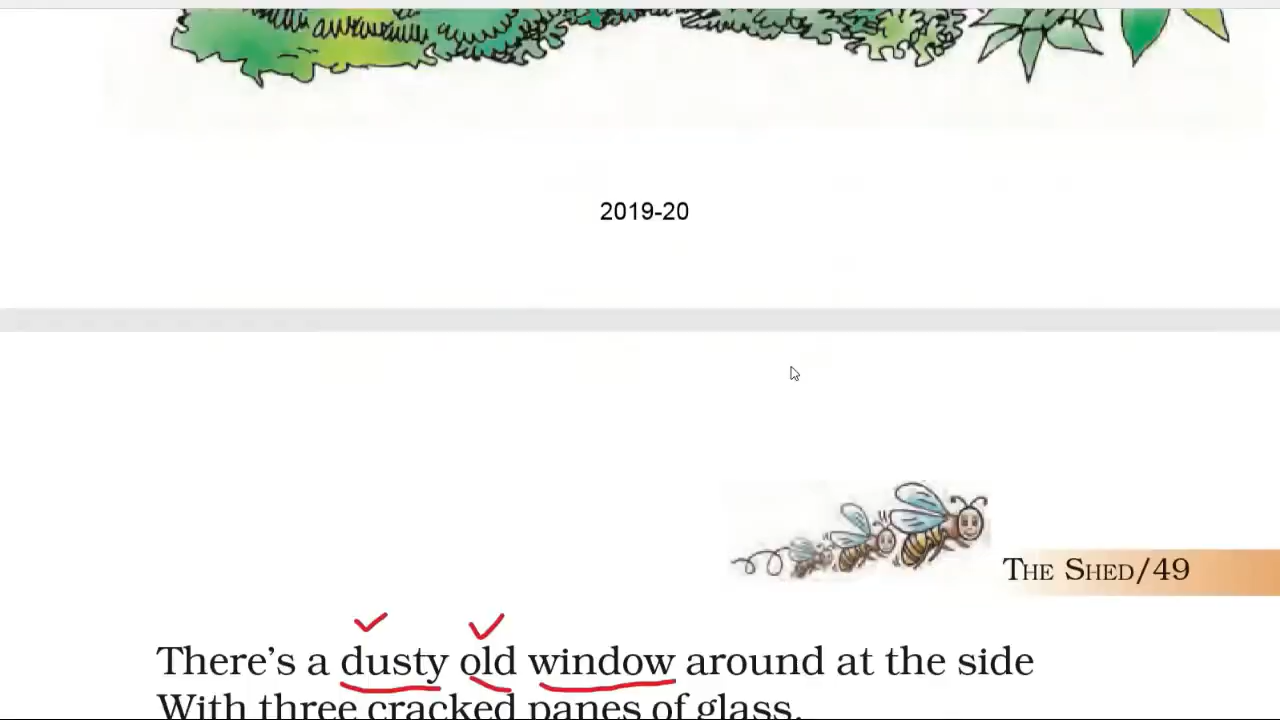 2019-20
THE SHED/49
There's a dusty old window around at the side
With three cracked panes of glass,